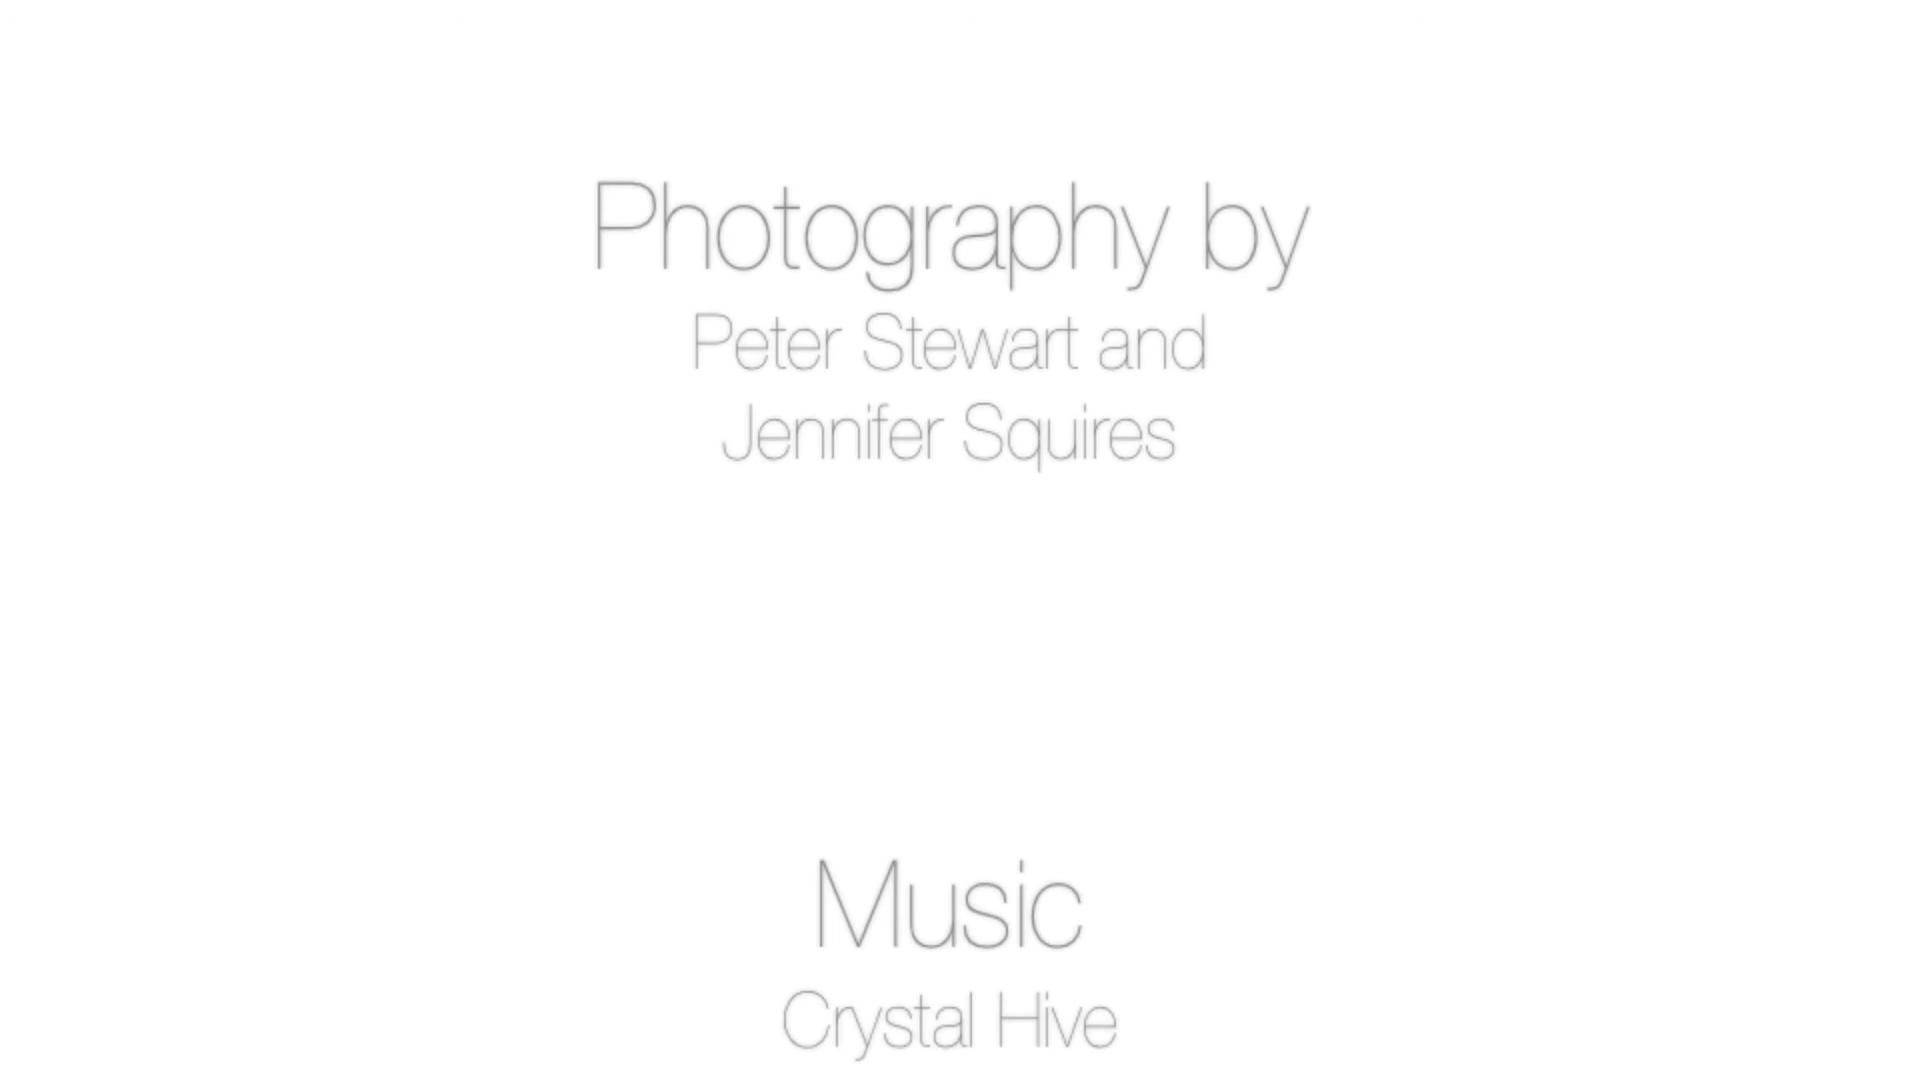 Photography by
Peter Stewart and
Jennifer Squires
Music
Crystal Hive